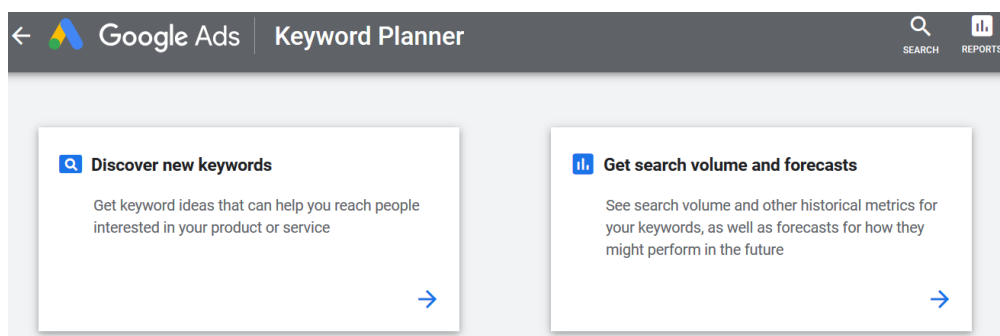 Google Ads Keyword Planner
SEARCH REPORTS
Discover new keywords
Get keyword ideas that can help you reach people
interested in your product or service
Get search volume and forecasts
See search volume and other historical metrics for
your keywords, as well as forecasts for how they
might perform in the future